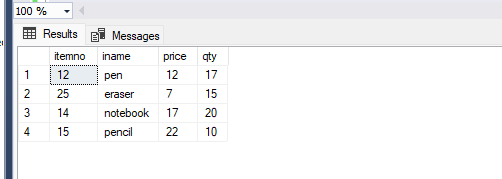 100 %
Results Messages
itemno iname price qty
1 12 pen 12 17
2 25 eraser 7 15
3 14 notebook 17 20
4 15 pencil 22 10